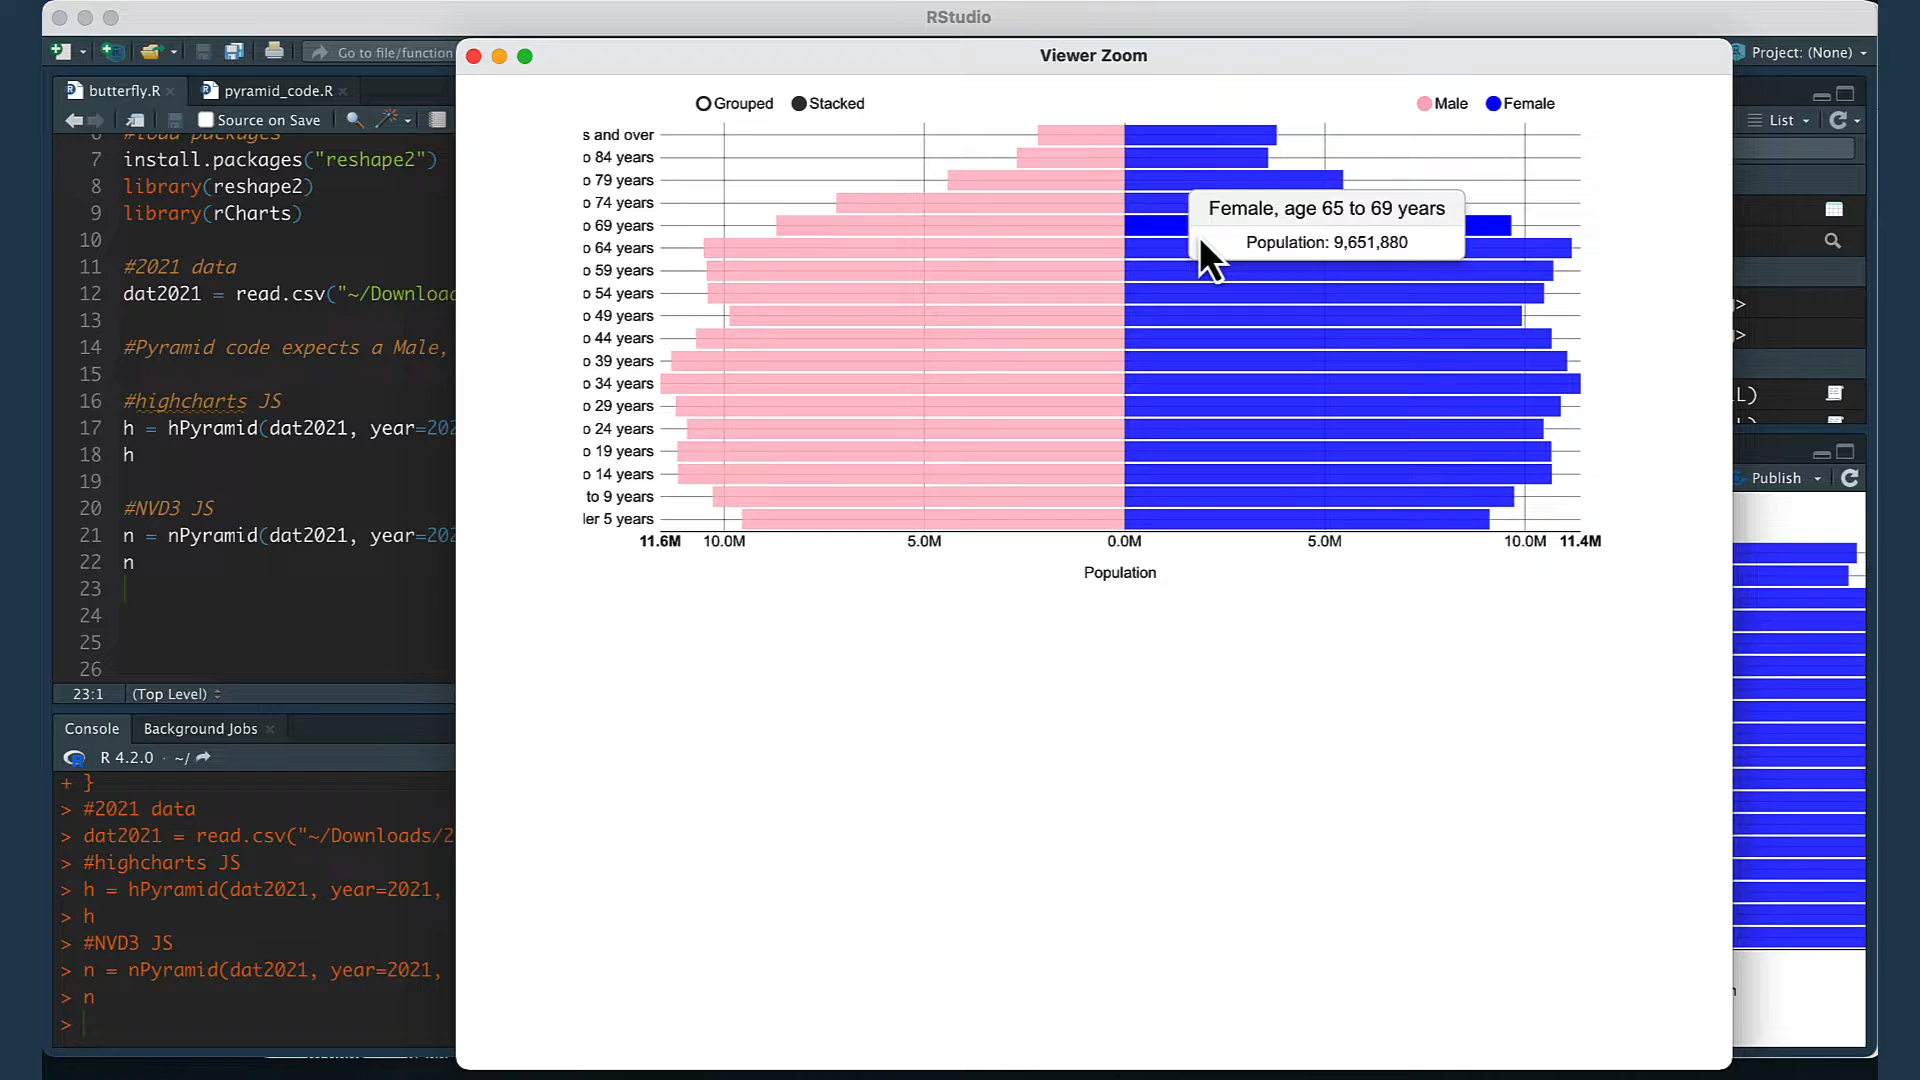 RStudio
Go to file/function
Project: (None)
Viewer Zoom
butterfly.R
pyramid_code.R
Source on Save
List
#load packages
7 install.packages("reshape2")
8 library(reshape2)
9 library(rCharts)
10
11 #2021 data
12 dat2021 = read.csv("~/Download
13
14 #Pyramid code expects a Male,
15
16 #highcharts JS
17 h = hPyramid(dat2021, year=202
18 h
19
20 #NVD3 JS
21 n = nPyramid(dat2021, year=202
22 n
23
24
25
26
23:1 (Top Level)
Console Background Jobs
R 4.2.0 · ~/
+ }
> #2021 data
> dat2021 = read.csv("~/Downloads/2
> #highcharts JS
> h = hPyramid(dat2021, year=2021,
> h
> #NVD3 JS
> n = nPyramid(dat2021, year=2021,
> n
>
Grouped Stacked
Male Female
s and over
o 84 years
o 79 years
o 74 years
o 69 years
o 64 years
o 59 years
o 54 years
o 49 years
o 44 years
o 39 years
o 34 years
o 29 years
o 24 years
o 19 years
o 14 years
to 9 years
ler 5 years
Female, age 65 to 69 years
Population: 9,651,880
11.6M 10.0M 5.0M 0.0M 5.0M 10.0M 11.4M
Population
>
>
L)
Publish